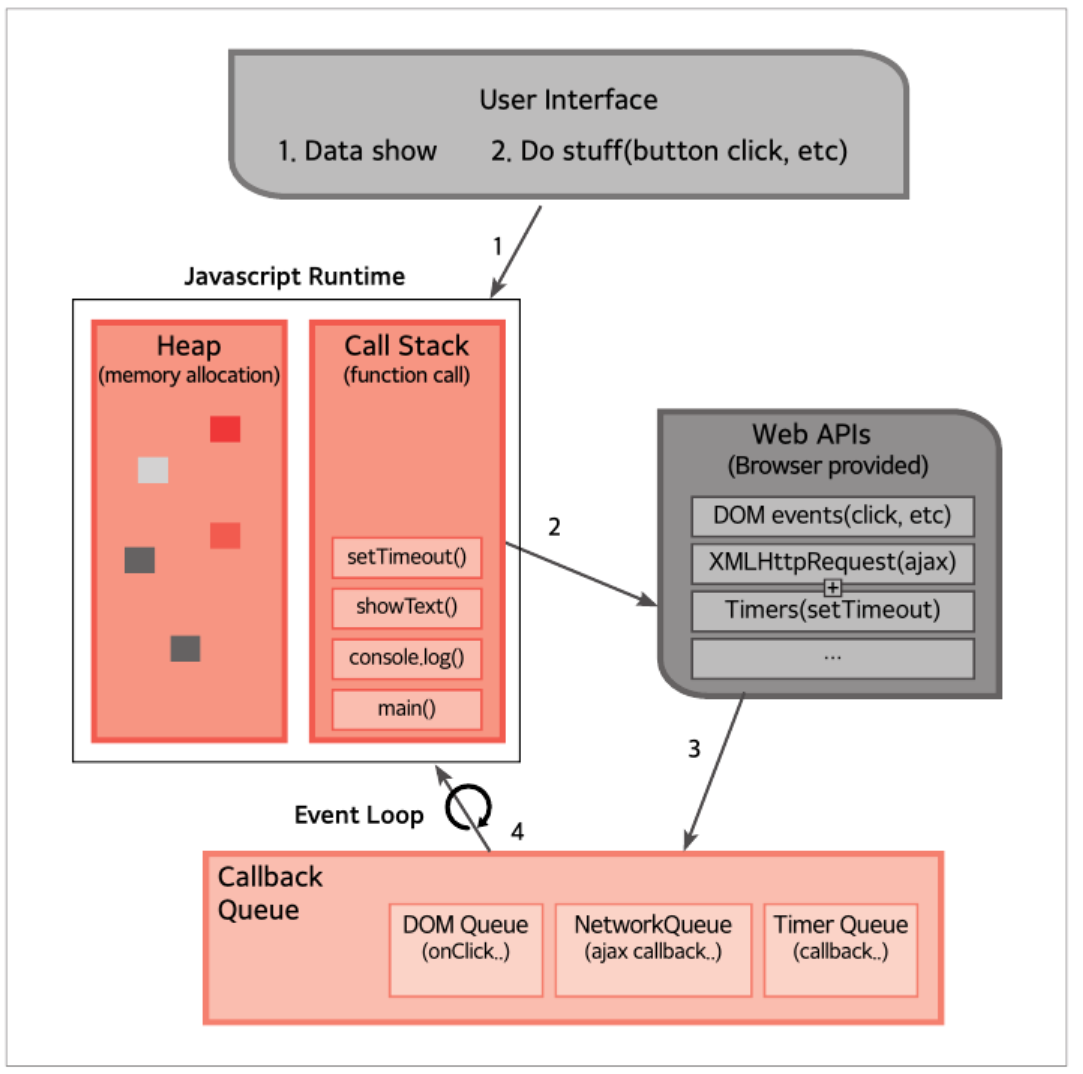 User Interface
1. Data show 2. Do stuff(button click, etc)
1
Javascript Runtime
Heap
(memory allocation)
Call Stack
(function call)
setTimeout()
showText()
console.log()
main()
2
Web APIs
(Browser provided)
DOM events(click, etc)
XMLHttpRequest(ajax)
+
Timers(setTimeout)
...
3
Event Loop
4
Callback
Queue
DOM Queue
(onClick..)
NetworkQueue
(ajax callback..)
Timer Queue
(callback..)